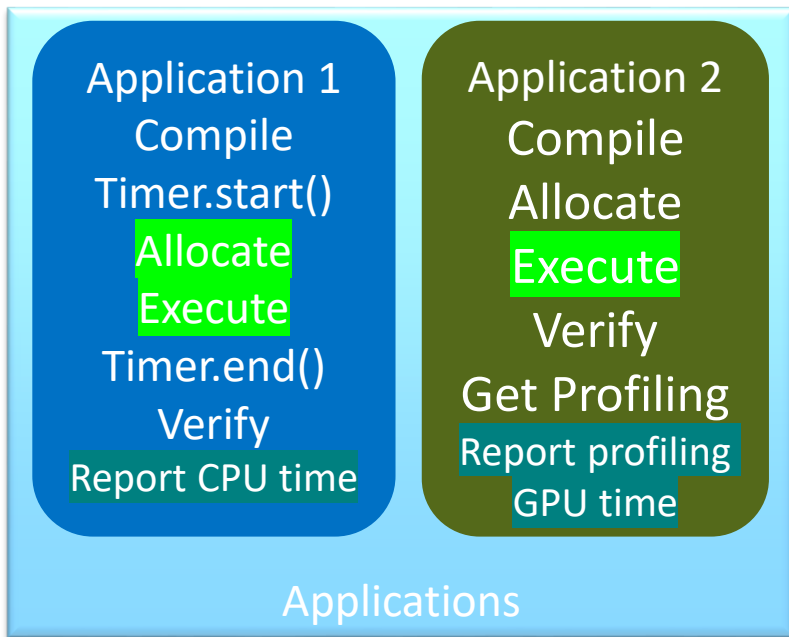 Application 1
Compile
Timer.start()
Allocate
Execute
Timer.end()
Verify
Report CPU time
Application 2
Compile
Allocate
Execute
Verify
Get Profiling
Report profiling
GPU time
Applications